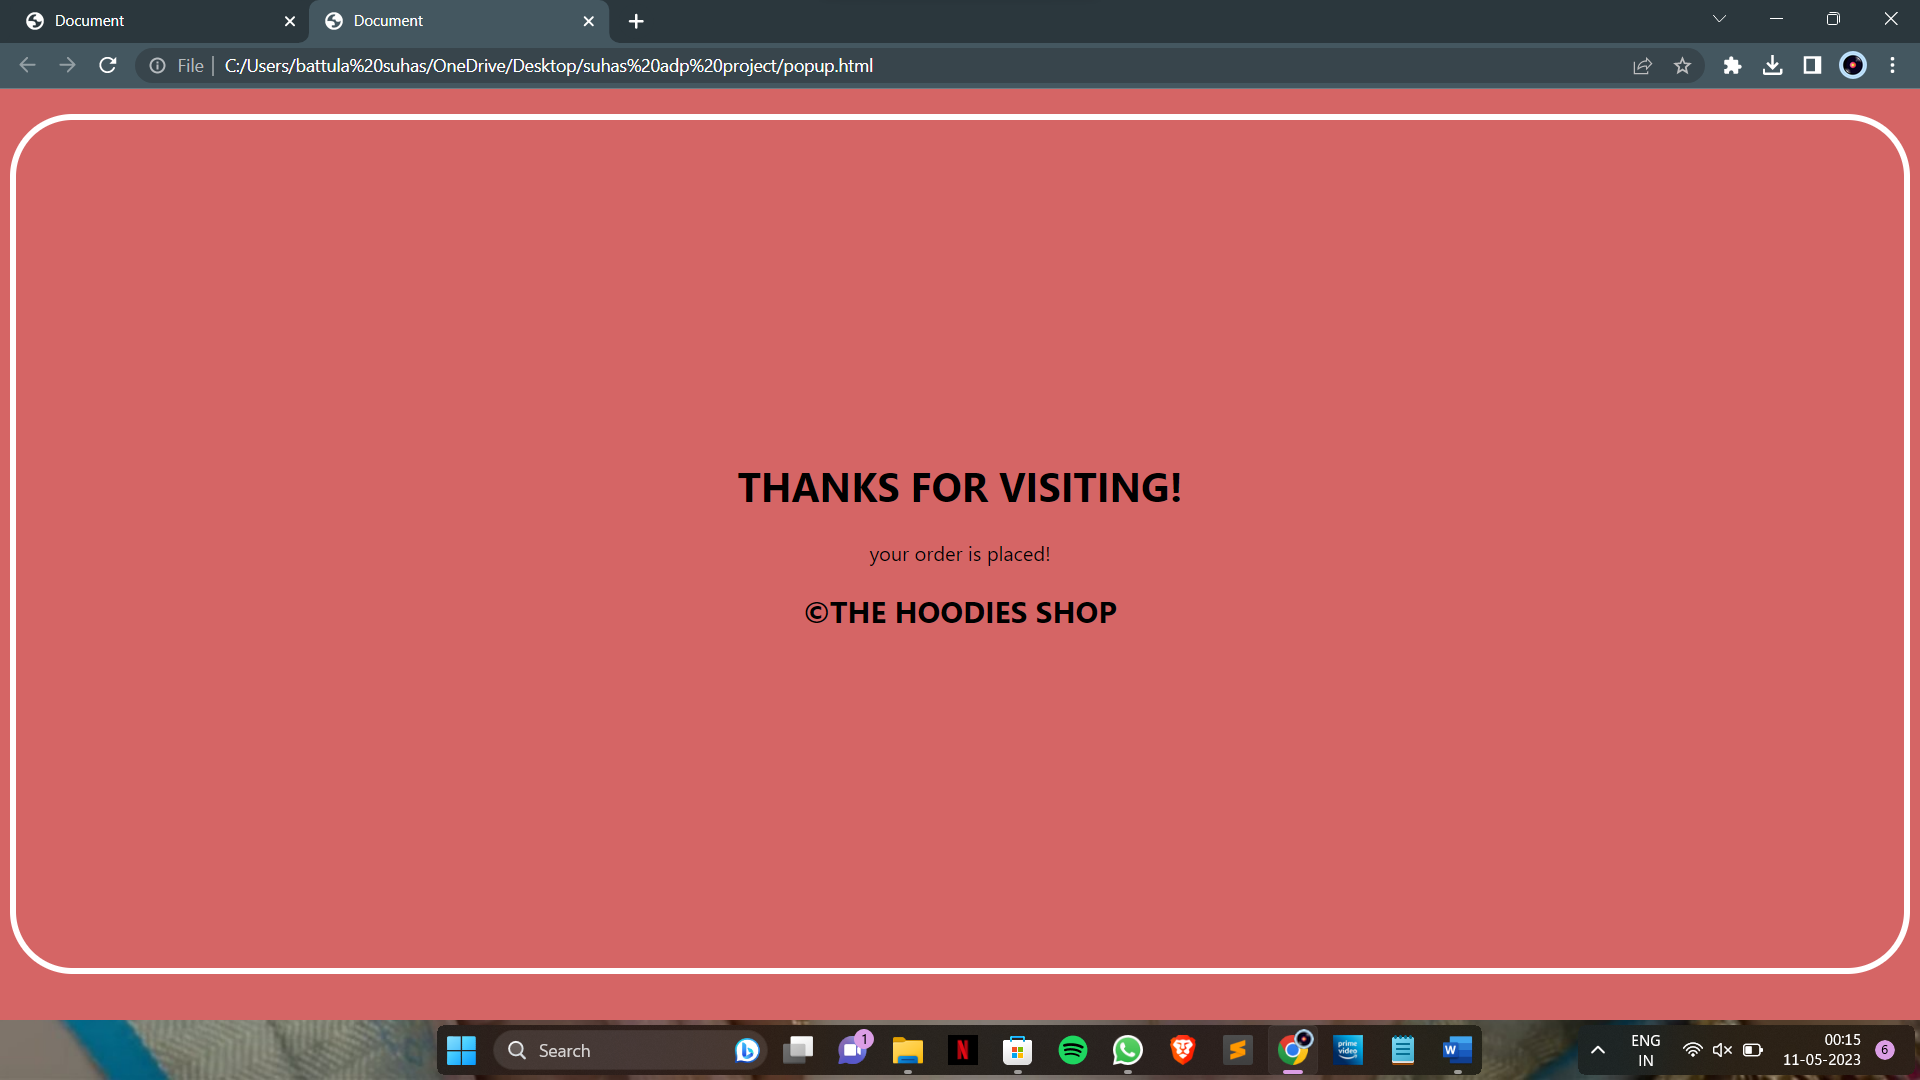 Document
Document
File
C:/Users/battula%20suhas/OneDrive/Desktop/suhas%20adp%20project/popup.html
THANKS FOR VISITING!
your order is placed!
©THE HOODIES SHOP
Search
1
N
prime video
W
ENG
IN
00:15
11-05-2023
6